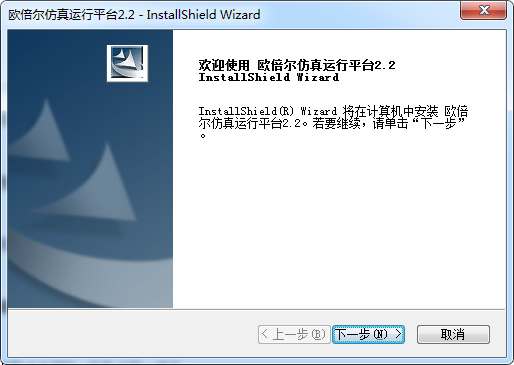 欧倍尔仿真运行平台2.2 - InstallShield Wizard
欢迎使用 欧倍尔仿真运行平台2.2
InstallShield Wizard
InstallShield(R) Wizard 将在计算机中安装 欧倍
尔仿真运行平台2.2。若要继续，请单击“下一步”
。
< 上一步(B)
下一步(N) >
取消